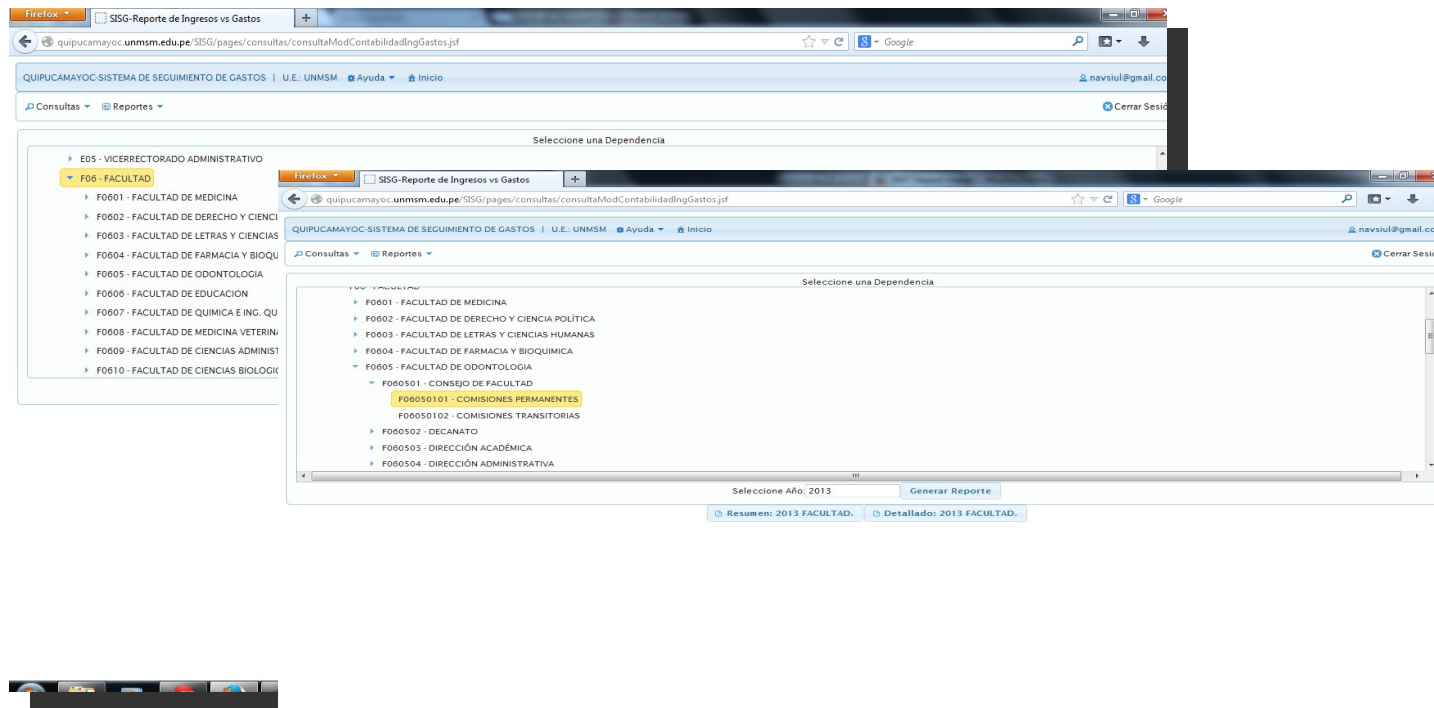 Firefox
SISG-Reporte de Ingresos vs Gastos
quipucamayoc.unmsm.edu.pe/SISG/pages/consultas/consultaModContabilidadIngGastos.jsf
Google
QUIPUCAMAYOC-SISTEMA DE SEGUIMIENTO DE GASTOS | U.E.: UNMSM Ayuda Inicio
navsiul@gmail.co
Consultas Reportes
Cerrar Sesió
Seleccione una Dependencia
E05 - VICERRECTORADO ADMINISTRATIVO
F06 - FACULTAD
F0601 - FACULTAD DE MEDICINA
F0602 - FACULTAD DE DERECHO Y CIENCI
F0603 - FACULTAD DE LETRAS Y CIENCIAS
F0604 - FACULTAD DE FARMACIA Y BIOQU
F0605 - FACULTAD DE ODONTOLOGIA
F0606 - FACULTAD DE EDUCACION
F0607 - FACULTAD DE QUIMICA E ING. QU
F0608 - FACULTAD DE MEDICINA VETERINA
F0609 - FACULTAD DE CIENCIAS ADMINIST
F0610 - FACULTAD DE CIENCIAS BIOLOGIC
Firefox
SISG-Reporte de Ingresos vs Gastos
quipucamayoc.unmsm.edu.pe/SISG/pages/consultas/consultaModContabilidadIngGastos.jsf
Google
QUIPUCAMAYOC-SISTEMA DE SEGUIMIENTO DE GASTOS | U.E.: UNMSM Ayuda Inicio
navsiul@gmail.co
Consultas Reportes
Cerrar Sesió
Seleccione una Dependencia
F06 - FACULTAD
F0601 - FACULTAD DE MEDICINA
F0602 - FACULTAD DE DERECHO Y CIENCIA POLÍTICA
F0603 - FACULTAD DE LETRAS Y CIENCIAS HUMANAS
F0604 - FACULTAD DE FARMACIA Y BIOQUIMICA
F0605 - FACULTAD DE ODONTOLOGIA
F060501 - CONSEJO DE FACULTAD
F06050101 - COMISIONES PERMANENTES
F06050102 - COMISIONES TRANSITORIAS
F060502 - DECANATO
F060503 - DIRECCIÓN ACADÉMICA
F060504 - DIRECCIÓN ADMINISTRATIVA
Seleccione Año: 2013 Generar Reporte
Resumen: 2013 FACULTAD. Detallado: 2013 FACULTAD.